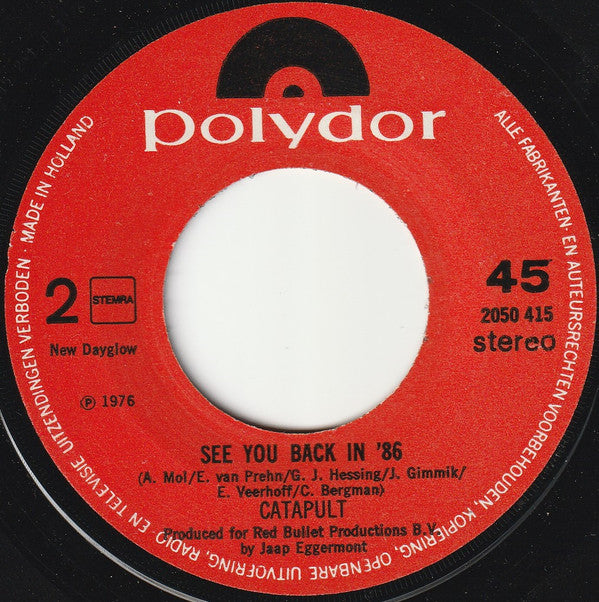 polydor
MADE IN HOLLAND
ALLE FABRIKANTEN- EN AUTEURSRECHTEN VOORBEHOUDEN, KOPIERING, OPENBARE UITVOERING, RADIO EN TELEVISIE UITZENDINGEN VERBODEN ·
2
STEMRA
45
2050 415
stereo
New Dayglow
℗ 1976
SEE YOU BACK IN '86
(A. Mol/E. van Prehn/G. J. Hessing/J. Gimmik/
E. Veerhoff/C. Bergman)
CATAPULT
Produced for Red Bullet Productions B.V.
by Jaap Eggermont